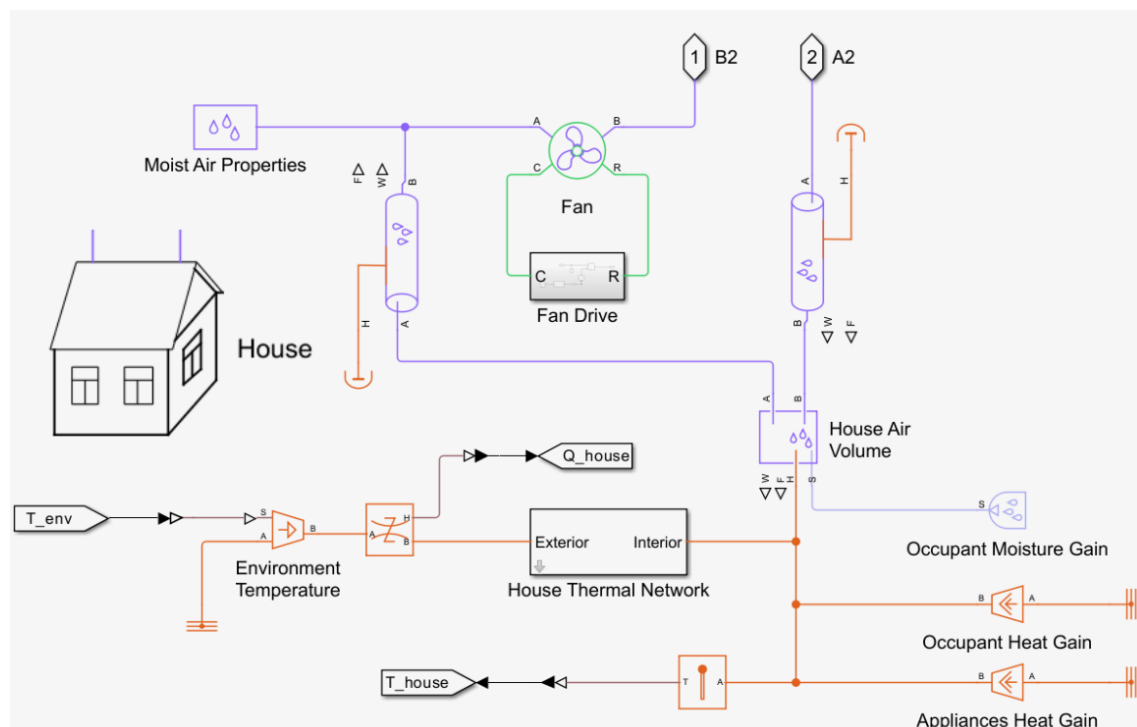 1 B2
2 A2
A B
Moist Air Properties
F W B
C R
A
H
Fan
C R
Fan Drive
H
A
House
B W F
A B
House Air
Volume
W F H S
Q_house
T_env
S
A B
A H
B
Environment
Temperature
Exterior Interior
House Thermal Network
S
Occupant Moisture Gain
B A
Occupant Heat Gain
T_house
T A
B A
Appliances Heat Gain